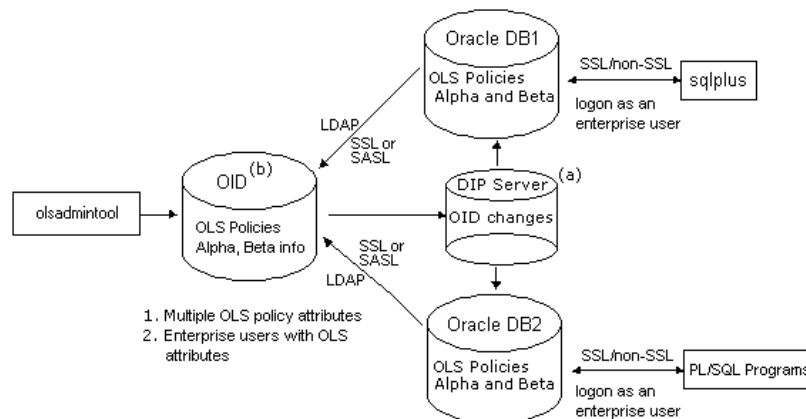 Oracle DB1
OLS Policies
Alpha and Beta
SSL/non-SSL
sqlplus
logon as an
enterprise user
LDAP
SSL or
SASL
OID (b)
DIP Server (a)
OID changes
olsadmintool
OLS Policies
Alpha, Beta info
SSL or
SASL
LDAP
1. Multiple OLS policy attributes
2. Enterprise users with OLS
attributes
Oracle DB2
OLS Policies
Alpha and Beta
SSL/non-SSL
PL/SQL Programs
logon as an
enterprise user